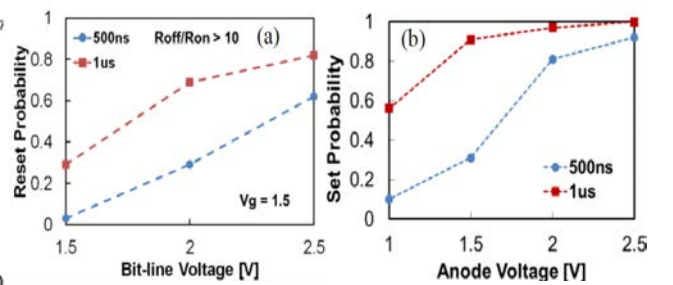 (a)
500ns
Roff/Ron > 10
1us
Reset Probability
1
0.8
0.6
0.4
0.2
0
Vg = 1.5
1.5
2
2.5
Bit-line Voltage [V]
(b)
Set Probability
1
0.8
0.6
0.4
0.2
0
500ns
1us
1
1.5
2
2.5
Anode Voltage [V]